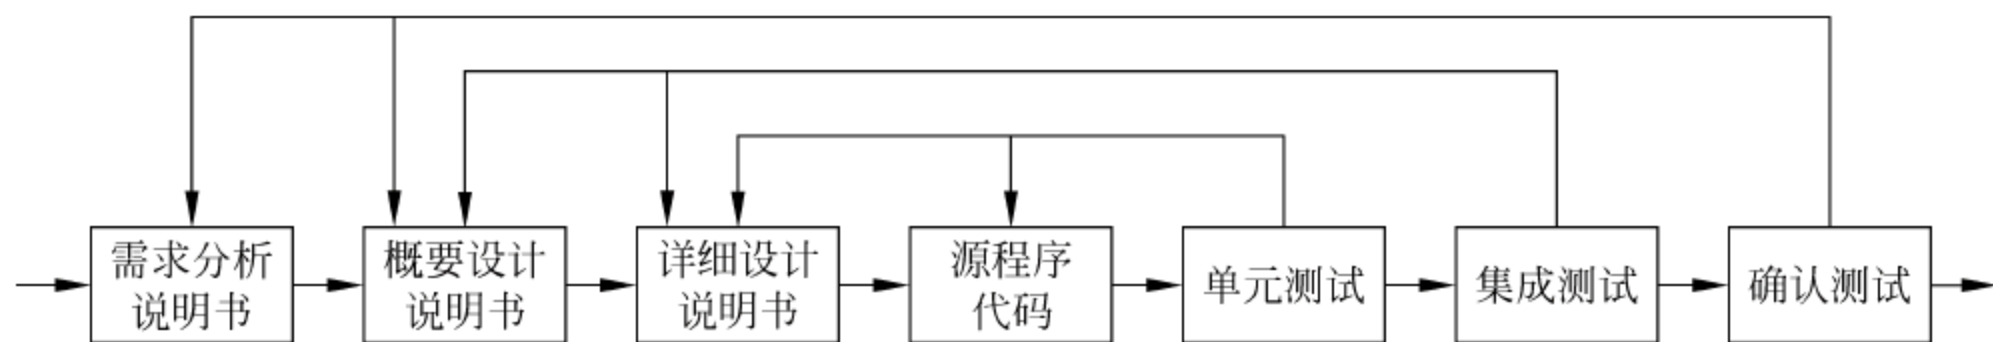 需求分析
说明书
概要设计
说明书
详细设计
说明书
源程序
代码
单元测试
集成测试
确认测试